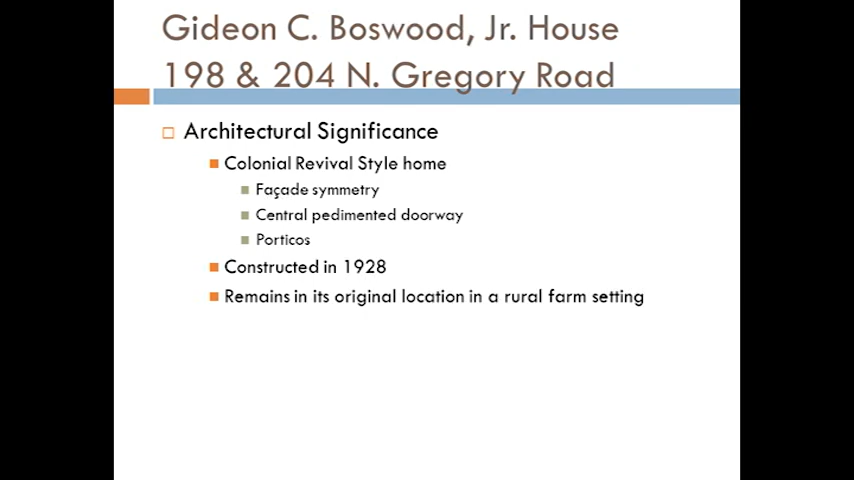 Gideon C. Boswood, Jr. House
198 & 204 N. Gregory Road
Architectural Significance
Colonial Revival Style home
Façade symmetry
Central pedimented doorway
Porticos
Constructed in 1928
Remains in its original location in a rural farm setting